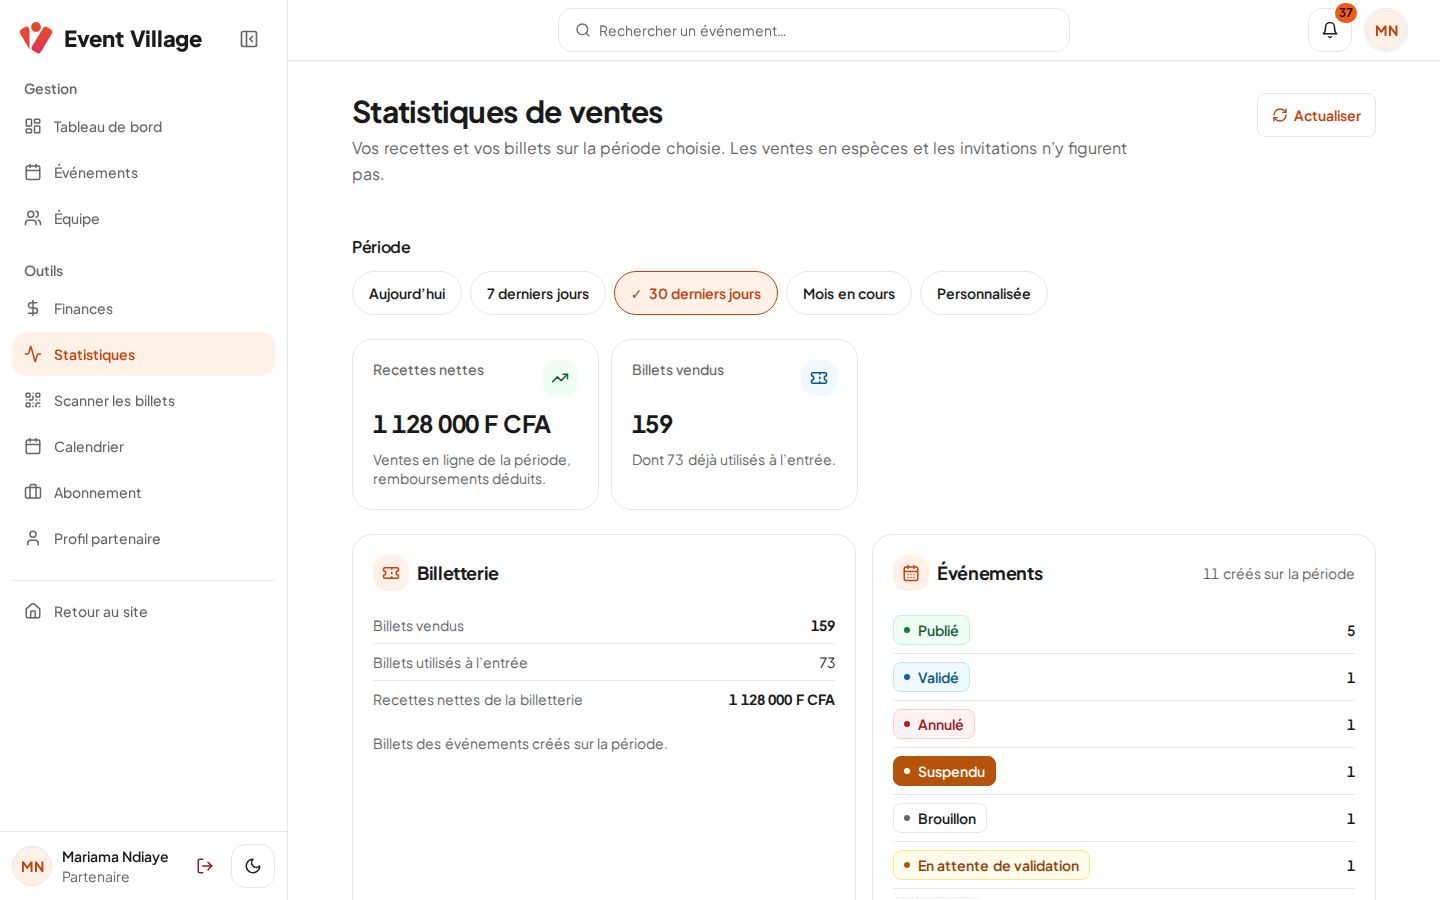 Event Village
Rechercher un événement…
37
MN
Gestion
Tableau de bord
Événements
Équipe
Outils
Finances
Statistiques
Scanner les billets
Calendrier
Abonnement
Profil partenaire
Retour au site
MN
Mariama Ndiaye
Partenaire
Statistiques de ventes
Actualiser
Vos recettes et vos billets sur la période choisie. Les ventes en espèces et les invitations n’y figurent
pas.
Période
Aujourd’hui
7 derniers jours
✓ 30 derniers jours
Mois en cours
Personnalisée
Recettes nettes
1 128 000 F CFA
Ventes en ligne de la période,
remboursements déduits.
Billets vendus
159
Dont 73 déjà utilisés à l’entrée.
Billetterie
Billets vendus 159
Billets utilisés à l’entrée 73
Recettes nettes de la billetterie 1 128 000 F CFA
Billets des événements créés sur la période.
Événements 11 créés sur la période
Publié 5
Validé 1
Annulé 1
Suspendu 1
Brouillon 1
En attente de validation 1